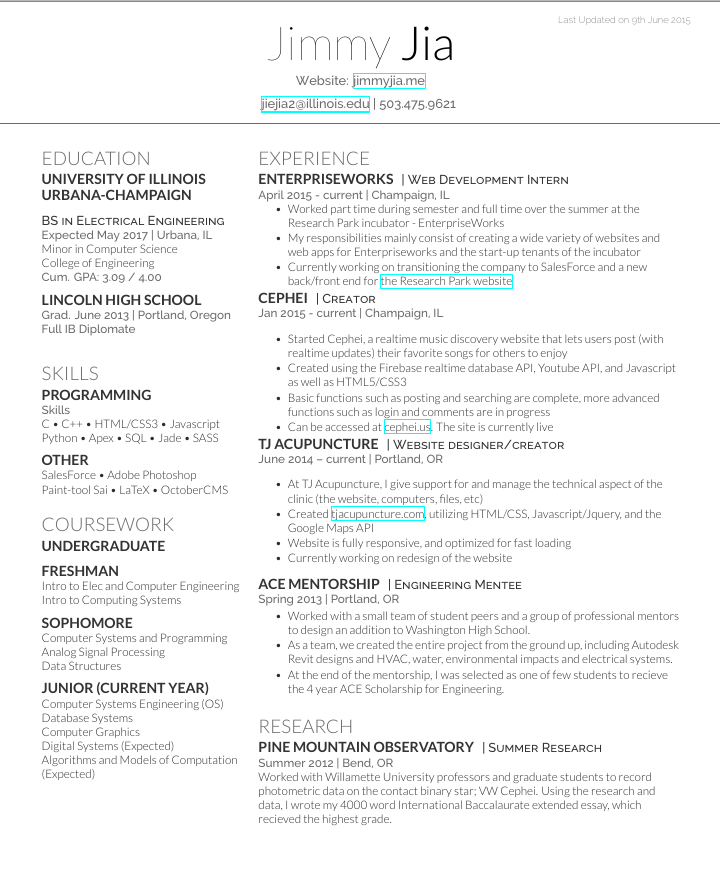 Last Updated on 9th June 2015
Jimmy Jia
Website: jimmyjia.me
jiejia2@illinois.edu | 503.475.9621
EDUCATION
UNIVERSITY OF ILLINOIS
URBANA-CHAMPAIGN
BS in Electrical Engineering
Expected May 2017 | Urbana, IL
Minor in Computer Science
College of Engineering
Cum. GPA: 3.09 / 4.00
LINCOLN HIGH SCHOOL
Grad. June 2013 | Portland, Oregon
Full IB Diplomate
SKILLS
PROGRAMMING
Skills
C • C++ • HTML/CSS3 • Javascript
Python • Apex • SQL • Jade • SASS
OTHER
SalesForce • Adobe Photoshop
Paint-tool Sai • LaTeX • OctoberCMS
COURSEWORK
UNDERGRADUATE
FRESHMAN
Intro to Elec and Computer Engineering
Intro to Computing Systems
SOPHOMORE
Computer Systems and Programming
Analog Signal Processing
Data Structures
JUNIOR (CURRENT YEAR)
Computer Systems Engineering (OS)
Database Systems
Computer Graphics
Digital Systems (Expected)
Algorithms and Models of Computation
(Expected)
EXPERIENCE
ENTERPRISEWORKS | Web Development Intern
April 2015 - current | Champaign, IL
• Worked part time during semester and full time over the summer at the
Research Park incubator - EnterpriseWorks
• My responsibilities mainly consist of creating a wide variety of websites and
web apps for Enterpriseworks and the start-up tenants of the incubator
• Currently working on transitioning the company to SalesForce and a new
back/front end for the Research Park website
CEPHEI | Creator
Jan 2015 - current | Champaign, IL
• Started Cephei, a realtime music discovery website that lets users post (with
realtime updates) their favorite songs for others to enjoy
• Created using the Firebase realtime database API, Youtube API, and Javascript
as well as HTML5/CSS3
• Basic functions such as posting and searching are complete, more advanced
functions such as login and comments are in progress
• Can be accessed at cephei.us. The site is currently live
TJ ACUPUNCTURE | Website designer/creator
June 2014 – current | Portland, OR
• At TJ Acupuncture, I give support for and manage the technical aspect of the
clinic (the website, computers, files, etc)
• Created tjacupuncture.com, utilizing HTML/CSS, Javascript/Jquery, and the
Google Maps API
• Website is fully responsive, and optimized for fast loading
• Currently working on redesign of the website
ACE MENTORSHIP | Engineering Mentee
Spring 2013 | Portland, OR
• Worked with a small team of student peers and a group of professional mentors
to design an addition to Washington High School.
• As a team, we created the entire project from the ground up, including Autodesk
Revit designs and HVAC, water, environmental impacts and electrical systems.
• At the end of the mentorship, I was selected as one of few students to recieve
the 4 year ACE Scholarship for Engineering.
RESEARCH
PINE MOUNTAIN OBSERVATORY | Summer Research
Summer 2012 | Bend, OR
Worked with Willamette University professors and graduate students to record
photometric data on the contact binary star; VW Cephei. Using the research and
data, I wrote my 4000 word International Baccalaurate extended essay, which
recieved the highest grade.